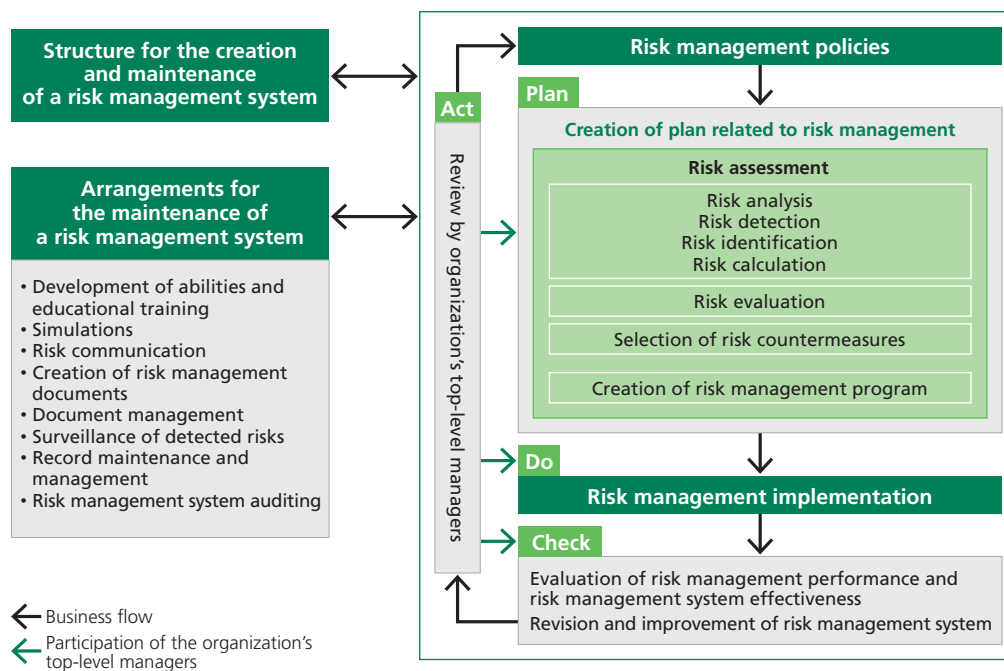 Structure for the creation
and maintenance
of a risk management system
Arrangements for
the maintenance of
a risk management system
• Development of abilities and
educational training
• Simulations
• Risk communication
• Creation of risk management
documents
• Document management
• Surveillance of detected risks
• Record maintenance and
management
• Risk management system auditing
Business flow
Participation of the organization's
top-level managers
Act
Review by organization's top-level managers
Risk management policies
Plan
Creation of plan related to risk management
Risk assessment
Risk analysis
Risk detection
Risk identification
Risk calculation
Risk evaluation
Selection of risk countermeasures
Creation of risk management program
Do
Risk management implementation
Check
Evaluation of risk management performance and
risk management system effectiveness
Revision and improvement of risk management system